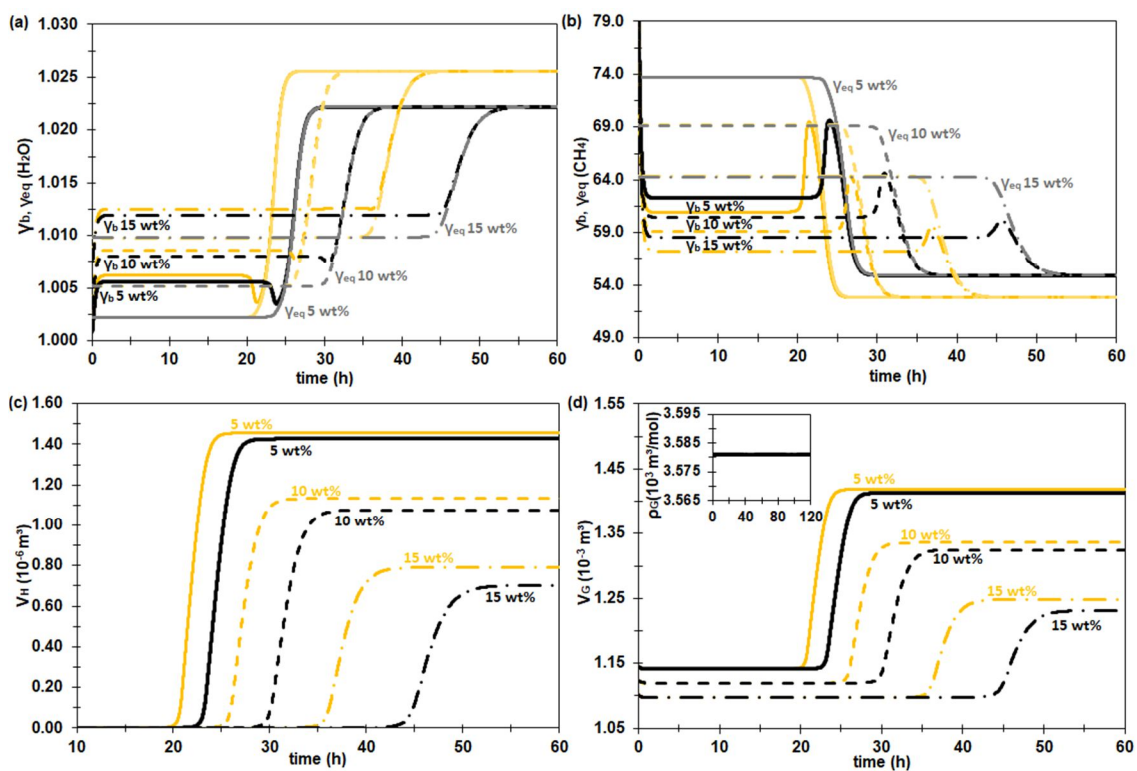 (a)
1.030
1.025
1.020
1.015
1.010
1.005
1.000
γb, γeq (H₂O)
γb 15 wt%
γb 10 wt%
γb 5 wt%
γeq 15 wt%
γeq 10 wt%
γeq 5 wt%
0 10 20 30 40 50 60
time (h)
(b)
79.0
74.0
69.0
64.0
59.0
54.0
49.0
γb, γeq (CH₄)
γeq 5 wt%
γeq 10 wt%
γeq 15 wt%
γb 5 wt%
γb 10 wt%
γb 15 wt%
0 10 20 30 40 50 60
time (h)
(c)
1.60
1.40
1.20
1.00
0.80
0.60
0.40
0.20
0.00
VH (10⁻⁶ m³)
5 wt%
5 wt%
10 wt%
10 wt%
15 wt%
15 wt%
10 20 30 40 50 60
time (h)
(d)
1.55
1.45
1.35
1.25
1.15
1.05
VG (10⁻³ m³)
3.595
3.585
3.575
3.565
ρG(10³ m³/mol)
0 40 80 120
5 wt%
5 wt%
10 wt%
10 wt%
15 wt%
15 wt%
0 10 20 30 40 50 60
time (h)